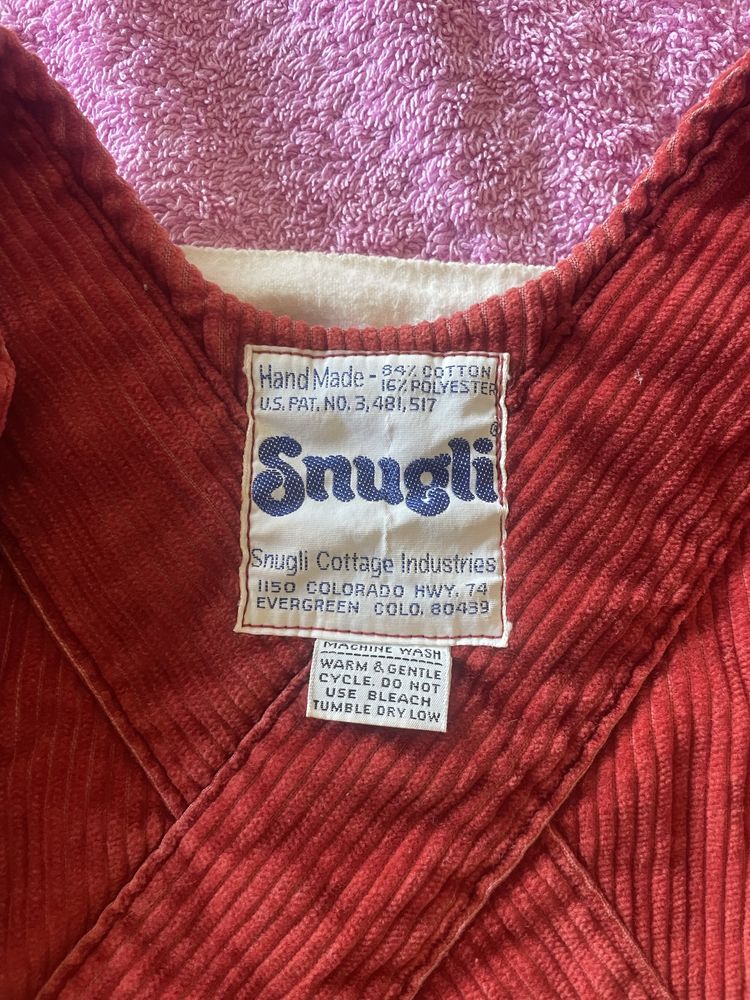 Hand Made - 84% COTTON
16% POLYESTER
U.S. PAT. NO. 3,481,517
Snugli®
Snugli Cottage Industries
1150 COLORADO HWY. 74
EVERGREEN COLO. 80439
MACHINE WASH
WARM & GENTLE
CYCLE. DO NOT
USE BLEACH
TUMBLE DRY LOW